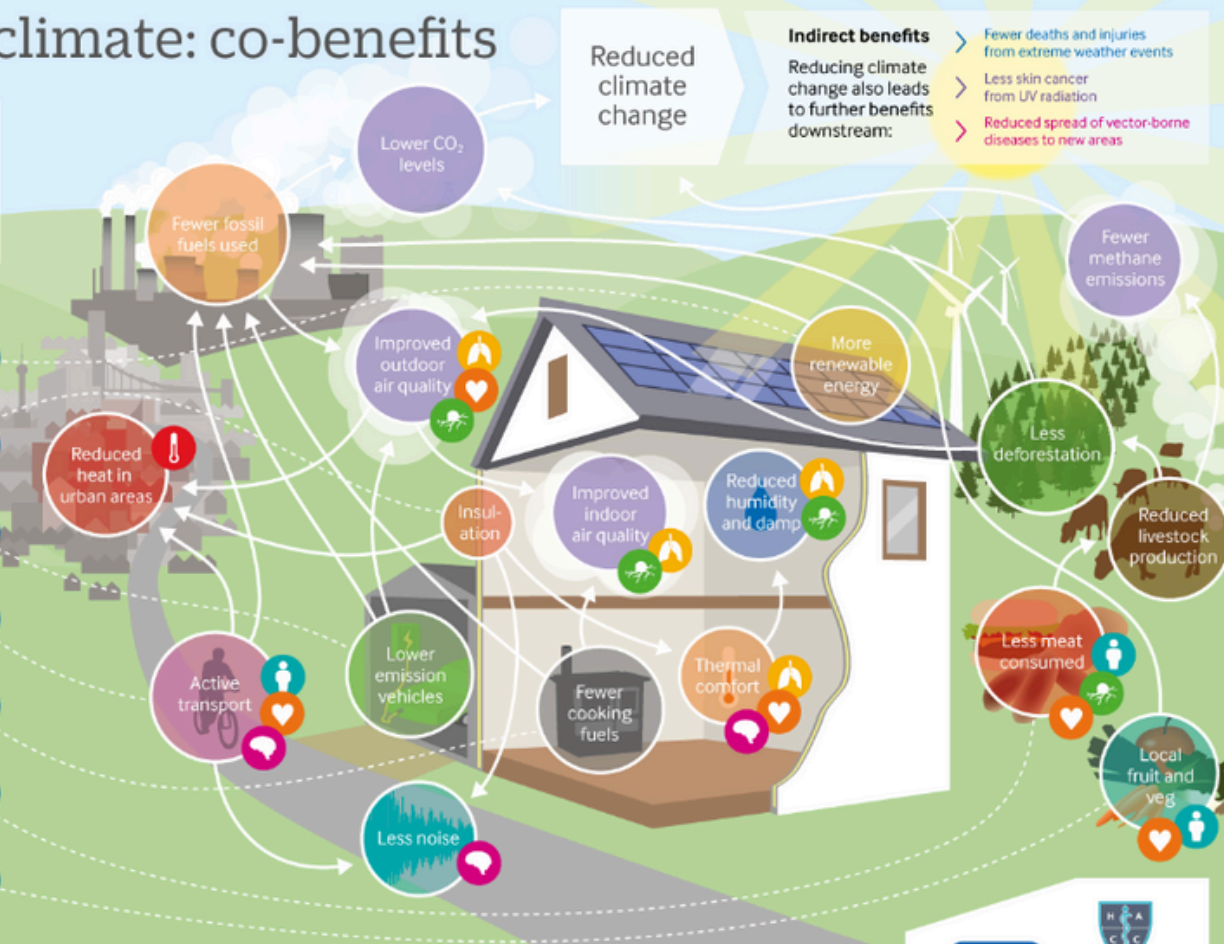 climate: co-benefits
Reduced
climate
change
Indirect benefits
Reducing climate
change also leads
to further benefits
downstream:
Fewer deaths and injuries
from extreme weather events
Less skin cancer
from UV radiation
Reduced spread of vector-borne
diseases to new areas
Lower CO₂
levels
Fewer fossil
fuels used
Fewer
methane
emissions
Improved
outdoor
air quality
More
renewable
energy
Less
deforestation
Reduced
heat in
urban areas
Insul-
ation
Improved
indoor
air quality
Reduced
humidity
and damp
Reduced
livestock
production
Active
transport
Lower
emission
vehicles
Fewer
cooking
fuels
Thermal
comfort
Less meat
consumed
Local
fruit and
veg
Less noise
H A
C C